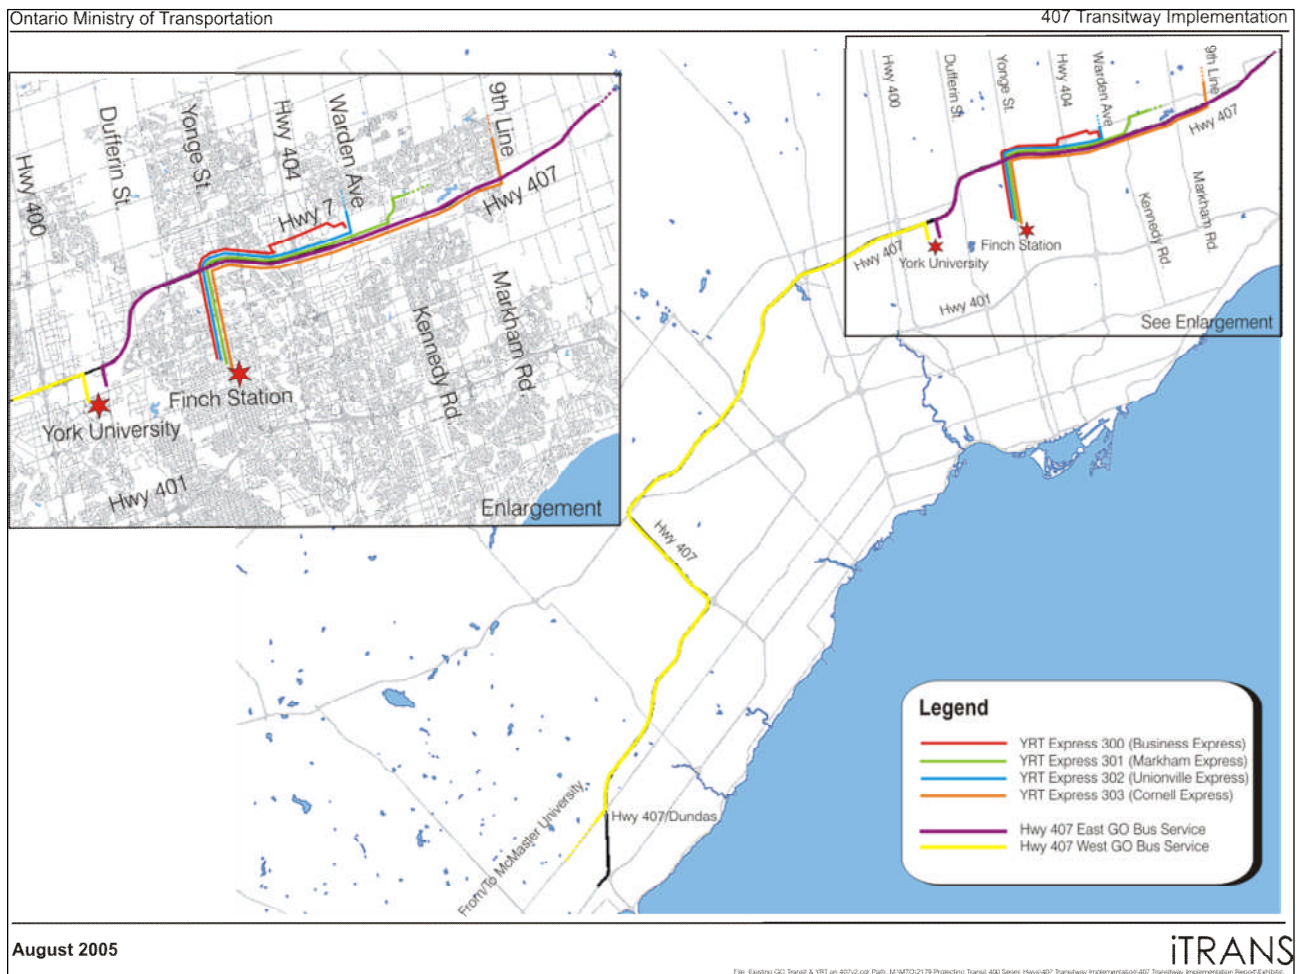 Ontario Ministry of Transportation
407 Transitway Implementation
Hwy 400
Dufferin St.
Yonge St.
Hwy 404
Warden Ave.
9th Line
Hwy 7
Hwy 407
Finch Station
York University
Kennedy Rd.
Markham Rd.
Hwy 401
Enlargement
Hwy 400
Dufferin St.
Yonge St.
Hwy 404
Warden Ave
9th Line
Hwy 407
Kennedy Rd.
Markham Rd.
Finch Station
York University
Hwy 407
Hwy 401
See Enlargement
Hwy 407
Hwy 407/Dundas
From/To McMaster University
Legend
YRT Express 300 (Business Express)
YRT Express 301 (Markham Express)
YRT Express 302 (Unionville Express)
YRT Express 303 (Cornell Express)
Hwy 407 East GO Bus Service
Hwy 407 West GO Bus Service
August 2005
iTRANS